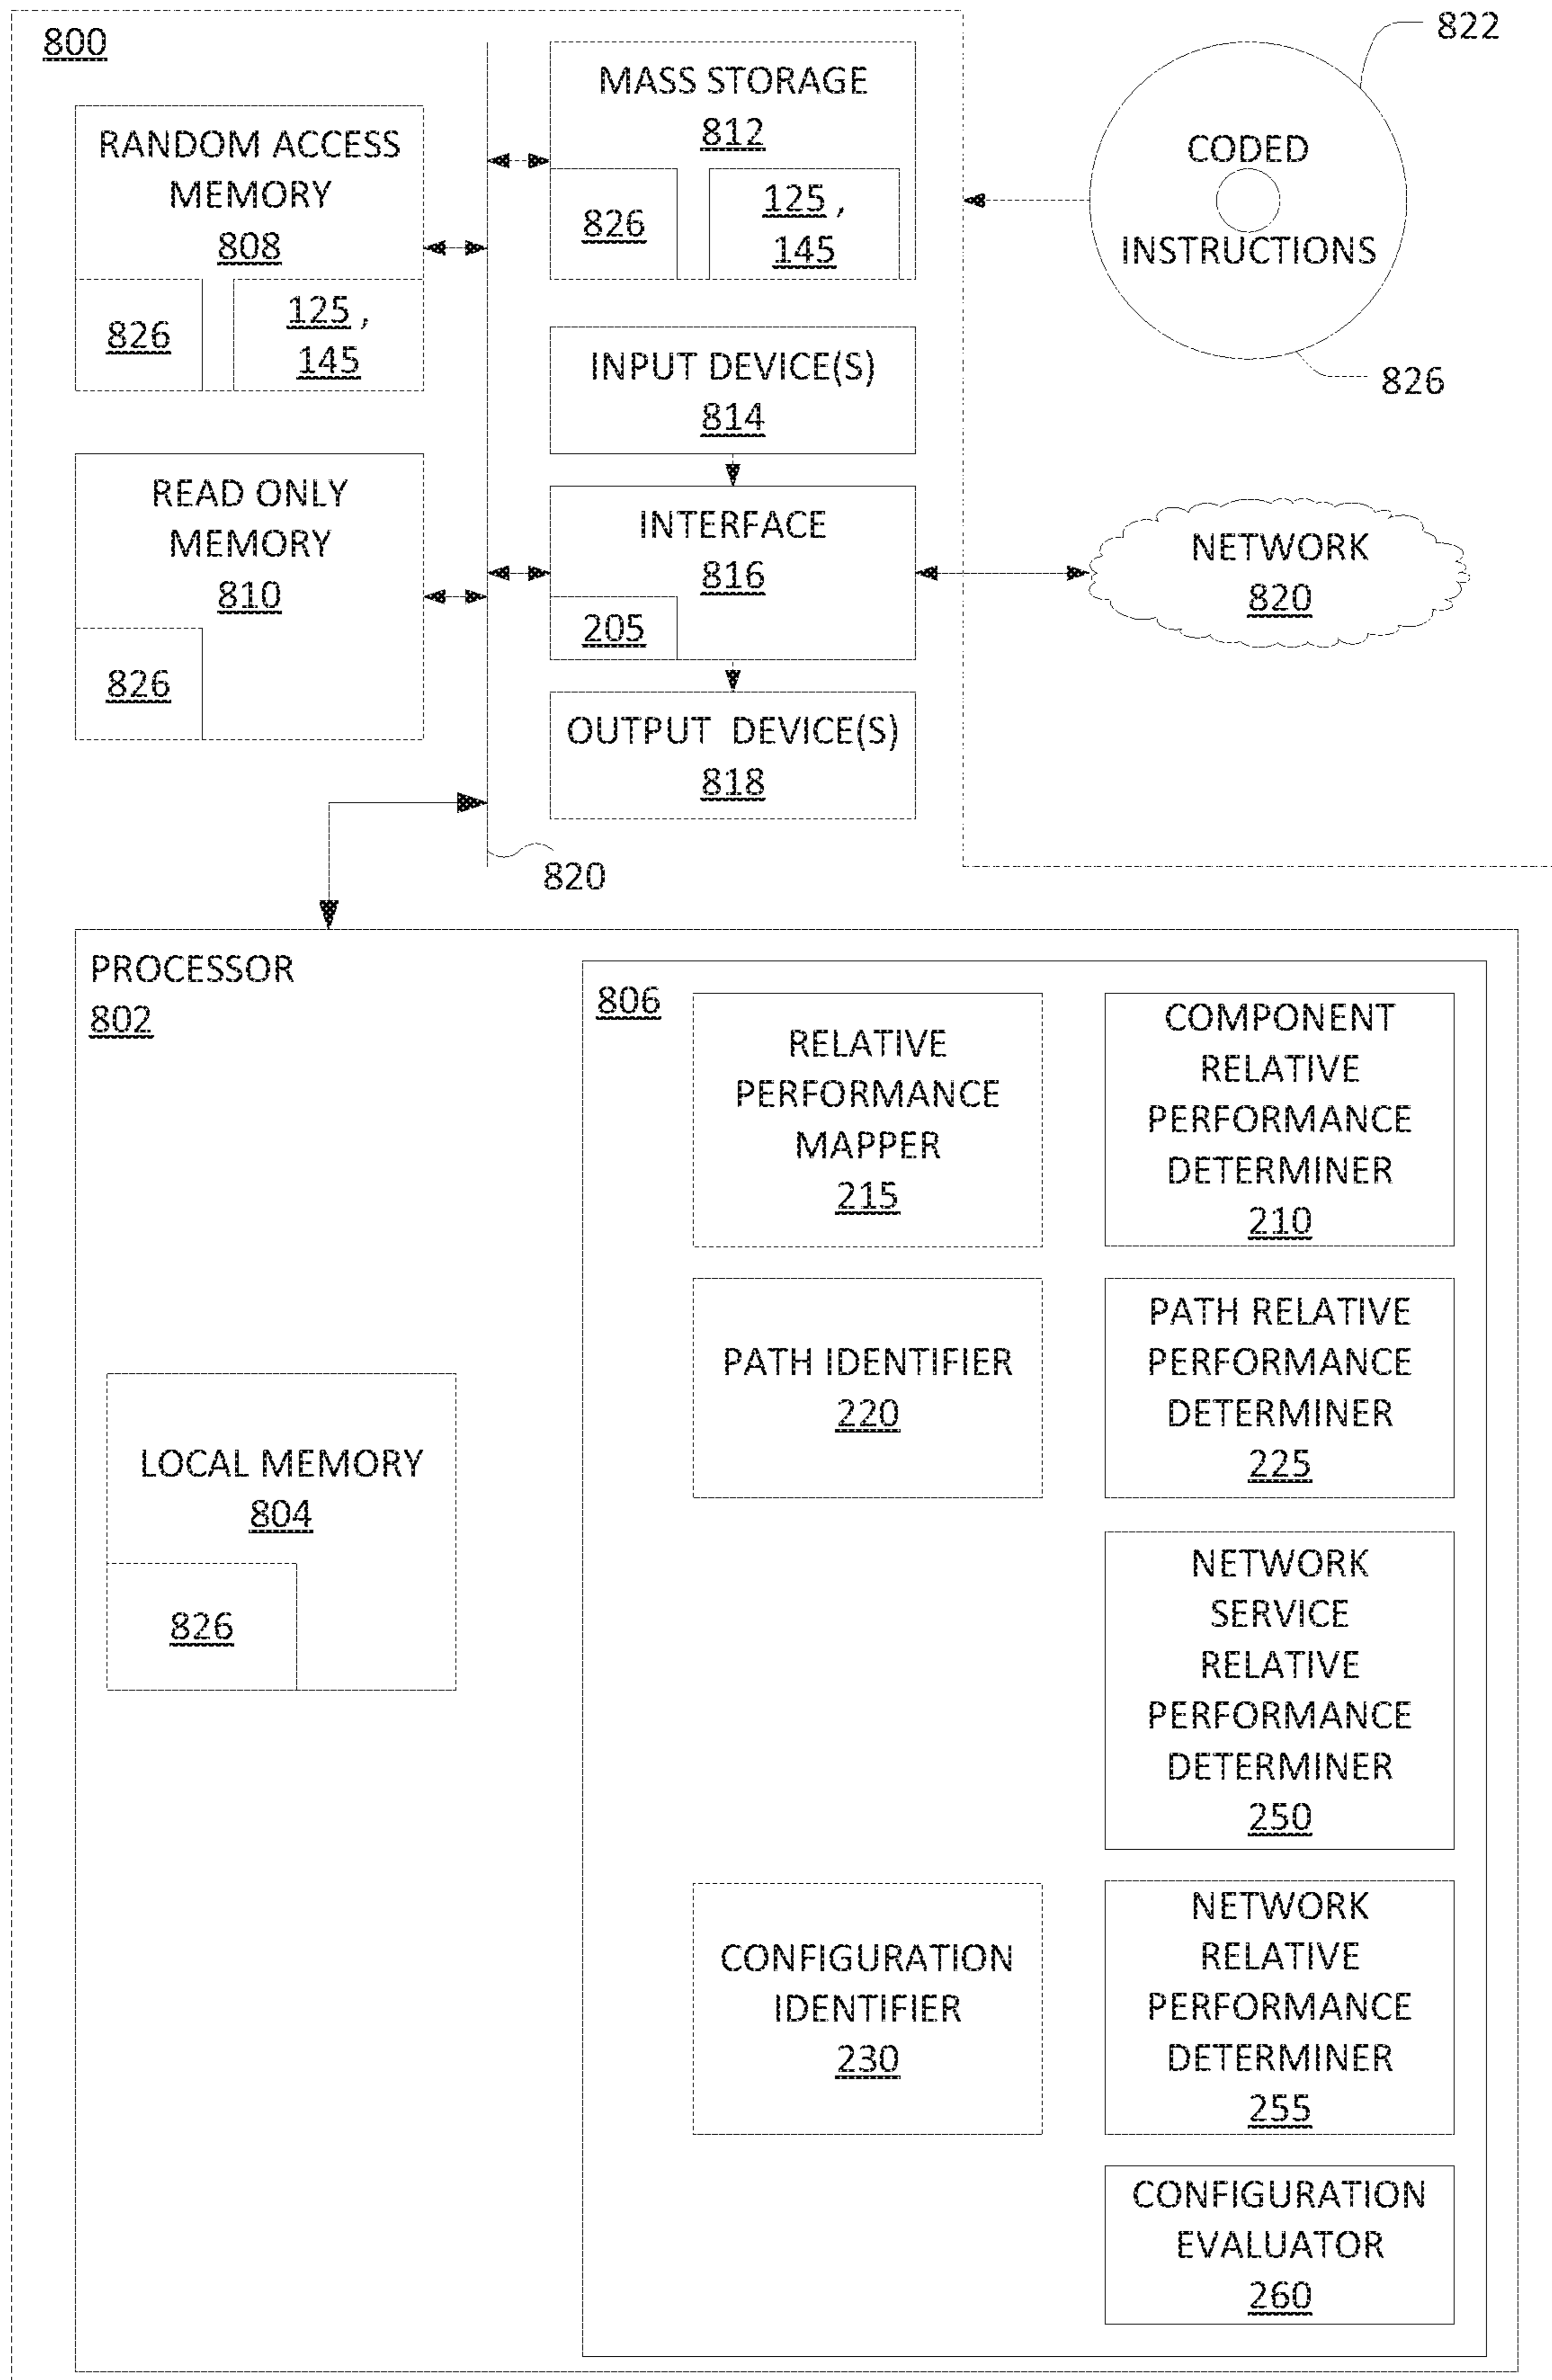 800
RANDOM ACCESS
MEMORY
808
826
125 ,
145
READ ONLY
MEMORY
810
826
MASS STORAGE
812
826
125 ,
145
INPUT DEVICE(S)
814
INTERFACE
816
205
OUTPUT DEVICE(S)
818
820
822
CODED
INSTRUCTIONS
826
NETWORK
820
PROCESSOR
802
LOCAL MEMORY
804
826
806
RELATIVE
PERFORMANCE
MAPPER
215
COMPONENT
RELATIVE
PERFORMANCE
DETERMINER
210
PATH IDENTIFIER
220
PATH RELATIVE
PERFORMANCE
DETERMINER
225
NETWORK
SERVICE
RELATIVE
PERFORMANCE
DETERMINER
250
CONFIGURATION
IDENTIFIER
230
NETWORK
RELATIVE
PERFORMANCE
DETERMINER
255
CONFIGURATION
EVALUATOR
260